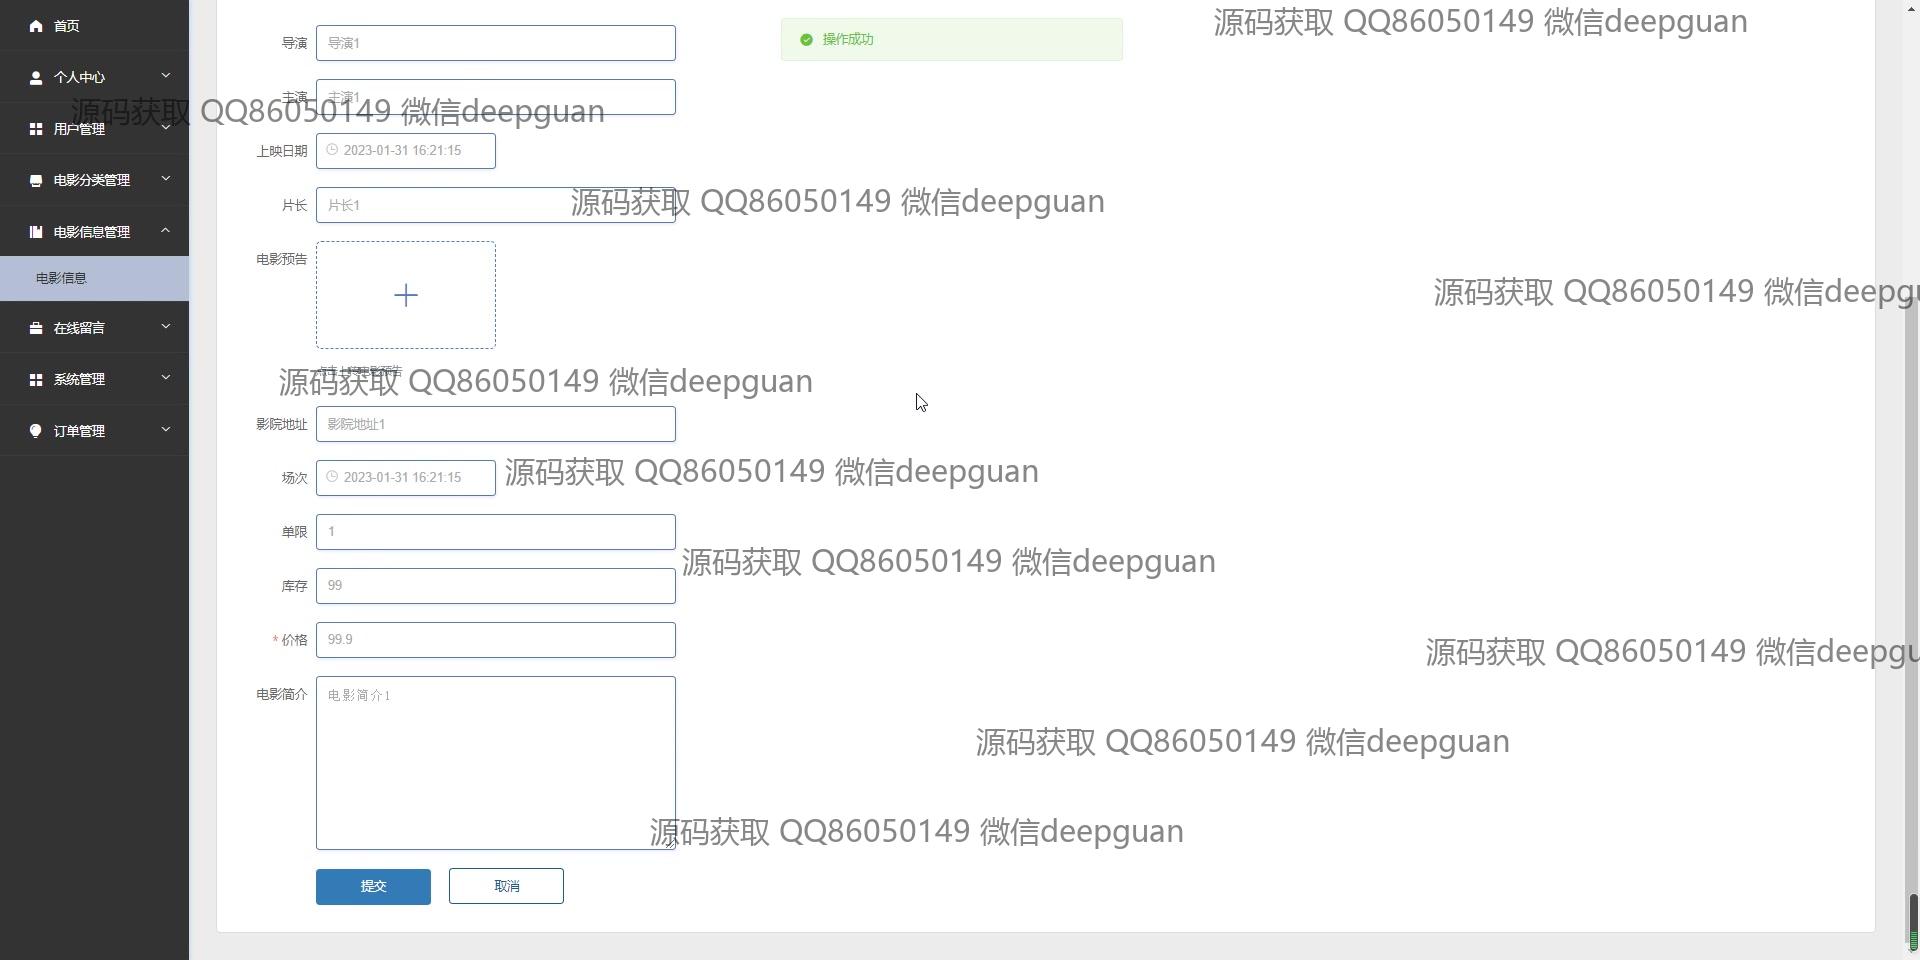 首页
个人中心
用户管理
电影分类管理
电影信息管理
电影信息
在线留言
系统管理
订单管理
操作成功
导演 导演1
主演 主演1
上映日期 2023-01-31 16:21:15
片长 片长1
电影预告
点击上传电影预告
影院地址 影院地址1
场次 2023-01-31 16:21:15
单限 1
库存 99
* 价格 99.9
电影简介 电影简介1
提交 取消
源码获取 QQ86050149 微信deepguan
源码获取 QQ86050149 微信deepguan
源码获取 QQ86050149 微信deepguan
源码获取 QQ86050149 微信deepgu
源码获取 QQ86050149 微信deepguan
源码获取 QQ86050149 微信deepguan
源码获取 QQ86050149 微信deepguan
源码获取 QQ86050149 微信deepgu
源码获取 QQ86050149 微信deepguan
源码获取 QQ86050149 微信deepguan